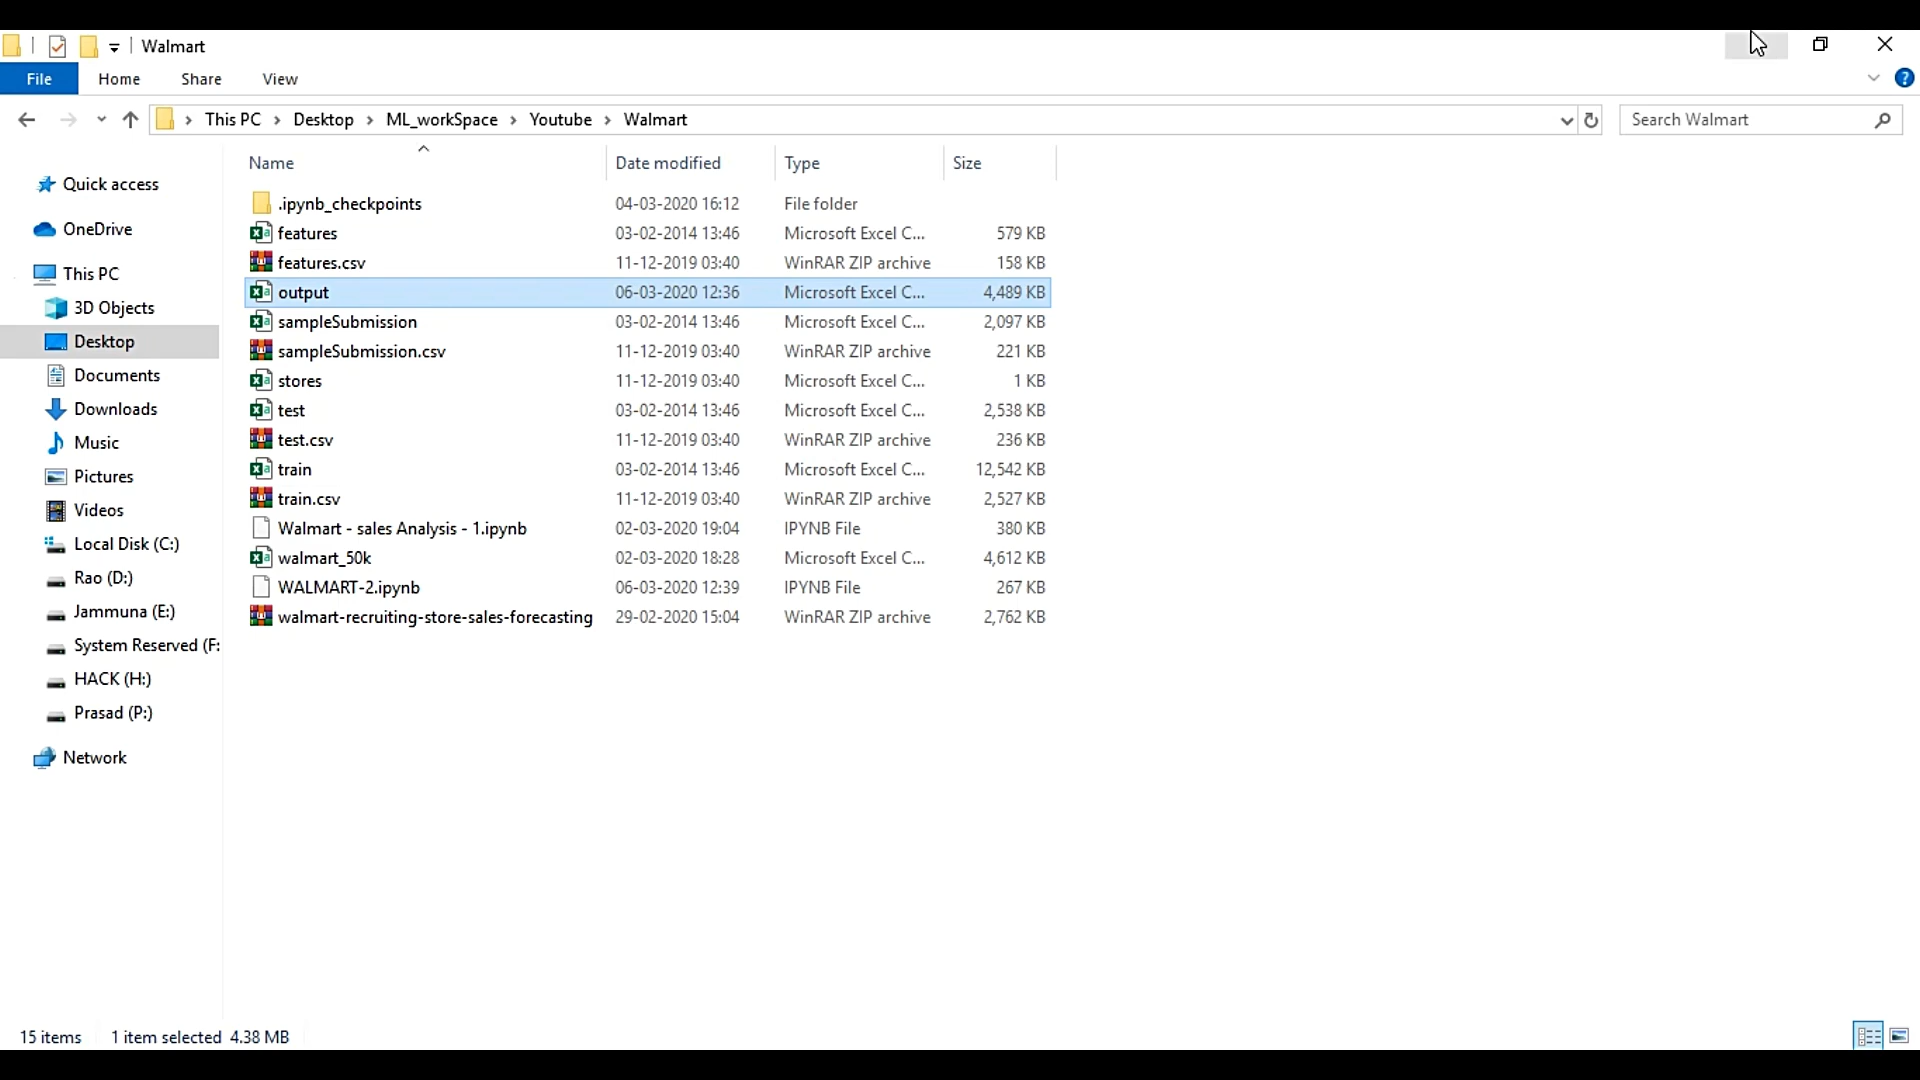 Walmart
File Home Share View
This PC > Desktop > ML_workSpace > Youtube > Walmart
Search Walmart
Name Date modified Type Size
Quick access
OneDrive
This PC
3D Objects
Desktop
Documents
Downloads
Music
Pictures
Videos
Local Disk (C:)
Rao (D:)
Jammuna (E:)
System Reserved (F:
HACK (H:)
Prasad (P:)
Network
.ipynb_checkpoints 04-03-2020 16:12 File folder
features 03-02-2014 13:46 Microsoft Excel C... 579 KB
features.csv 11-12-2019 03:40 WinRAR ZIP archive 158 KB
output 06-03-2020 12:36 Microsoft Excel C... 4,489 KB
sampleSubmission 03-02-2014 13:46 Microsoft Excel C... 2,097 KB
sampleSubmission.csv 11-12-2019 03:40 WinRAR ZIP archive 221 KB
stores 11-12-2019 03:40 Microsoft Excel C... 1 KB
test 03-02-2014 13:46 Microsoft Excel C... 2,538 KB
test.csv 11-12-2019 03:40 WinRAR ZIP archive 236 KB
train 03-02-2014 13:46 Microsoft Excel C... 12,542 KB
train.csv 11-12-2019 03:40 WinRAR ZIP archive 2,527 KB
Walmart - sales Analysis - 1.ipynb 02-03-2020 19:04 IPYNB File 380 KB
walmart_50k 02-03-2020 18:28 Microsoft Excel C... 4,612 KB
WALMART-2.ipynb 06-03-2020 12:39 IPYNB File 267 KB
walmart-recruiting-store-sales-forecasting 29-02-2020 15:04 WinRAR ZIP archive 2,762 KB
15 items 1 item selected 4.38 MB